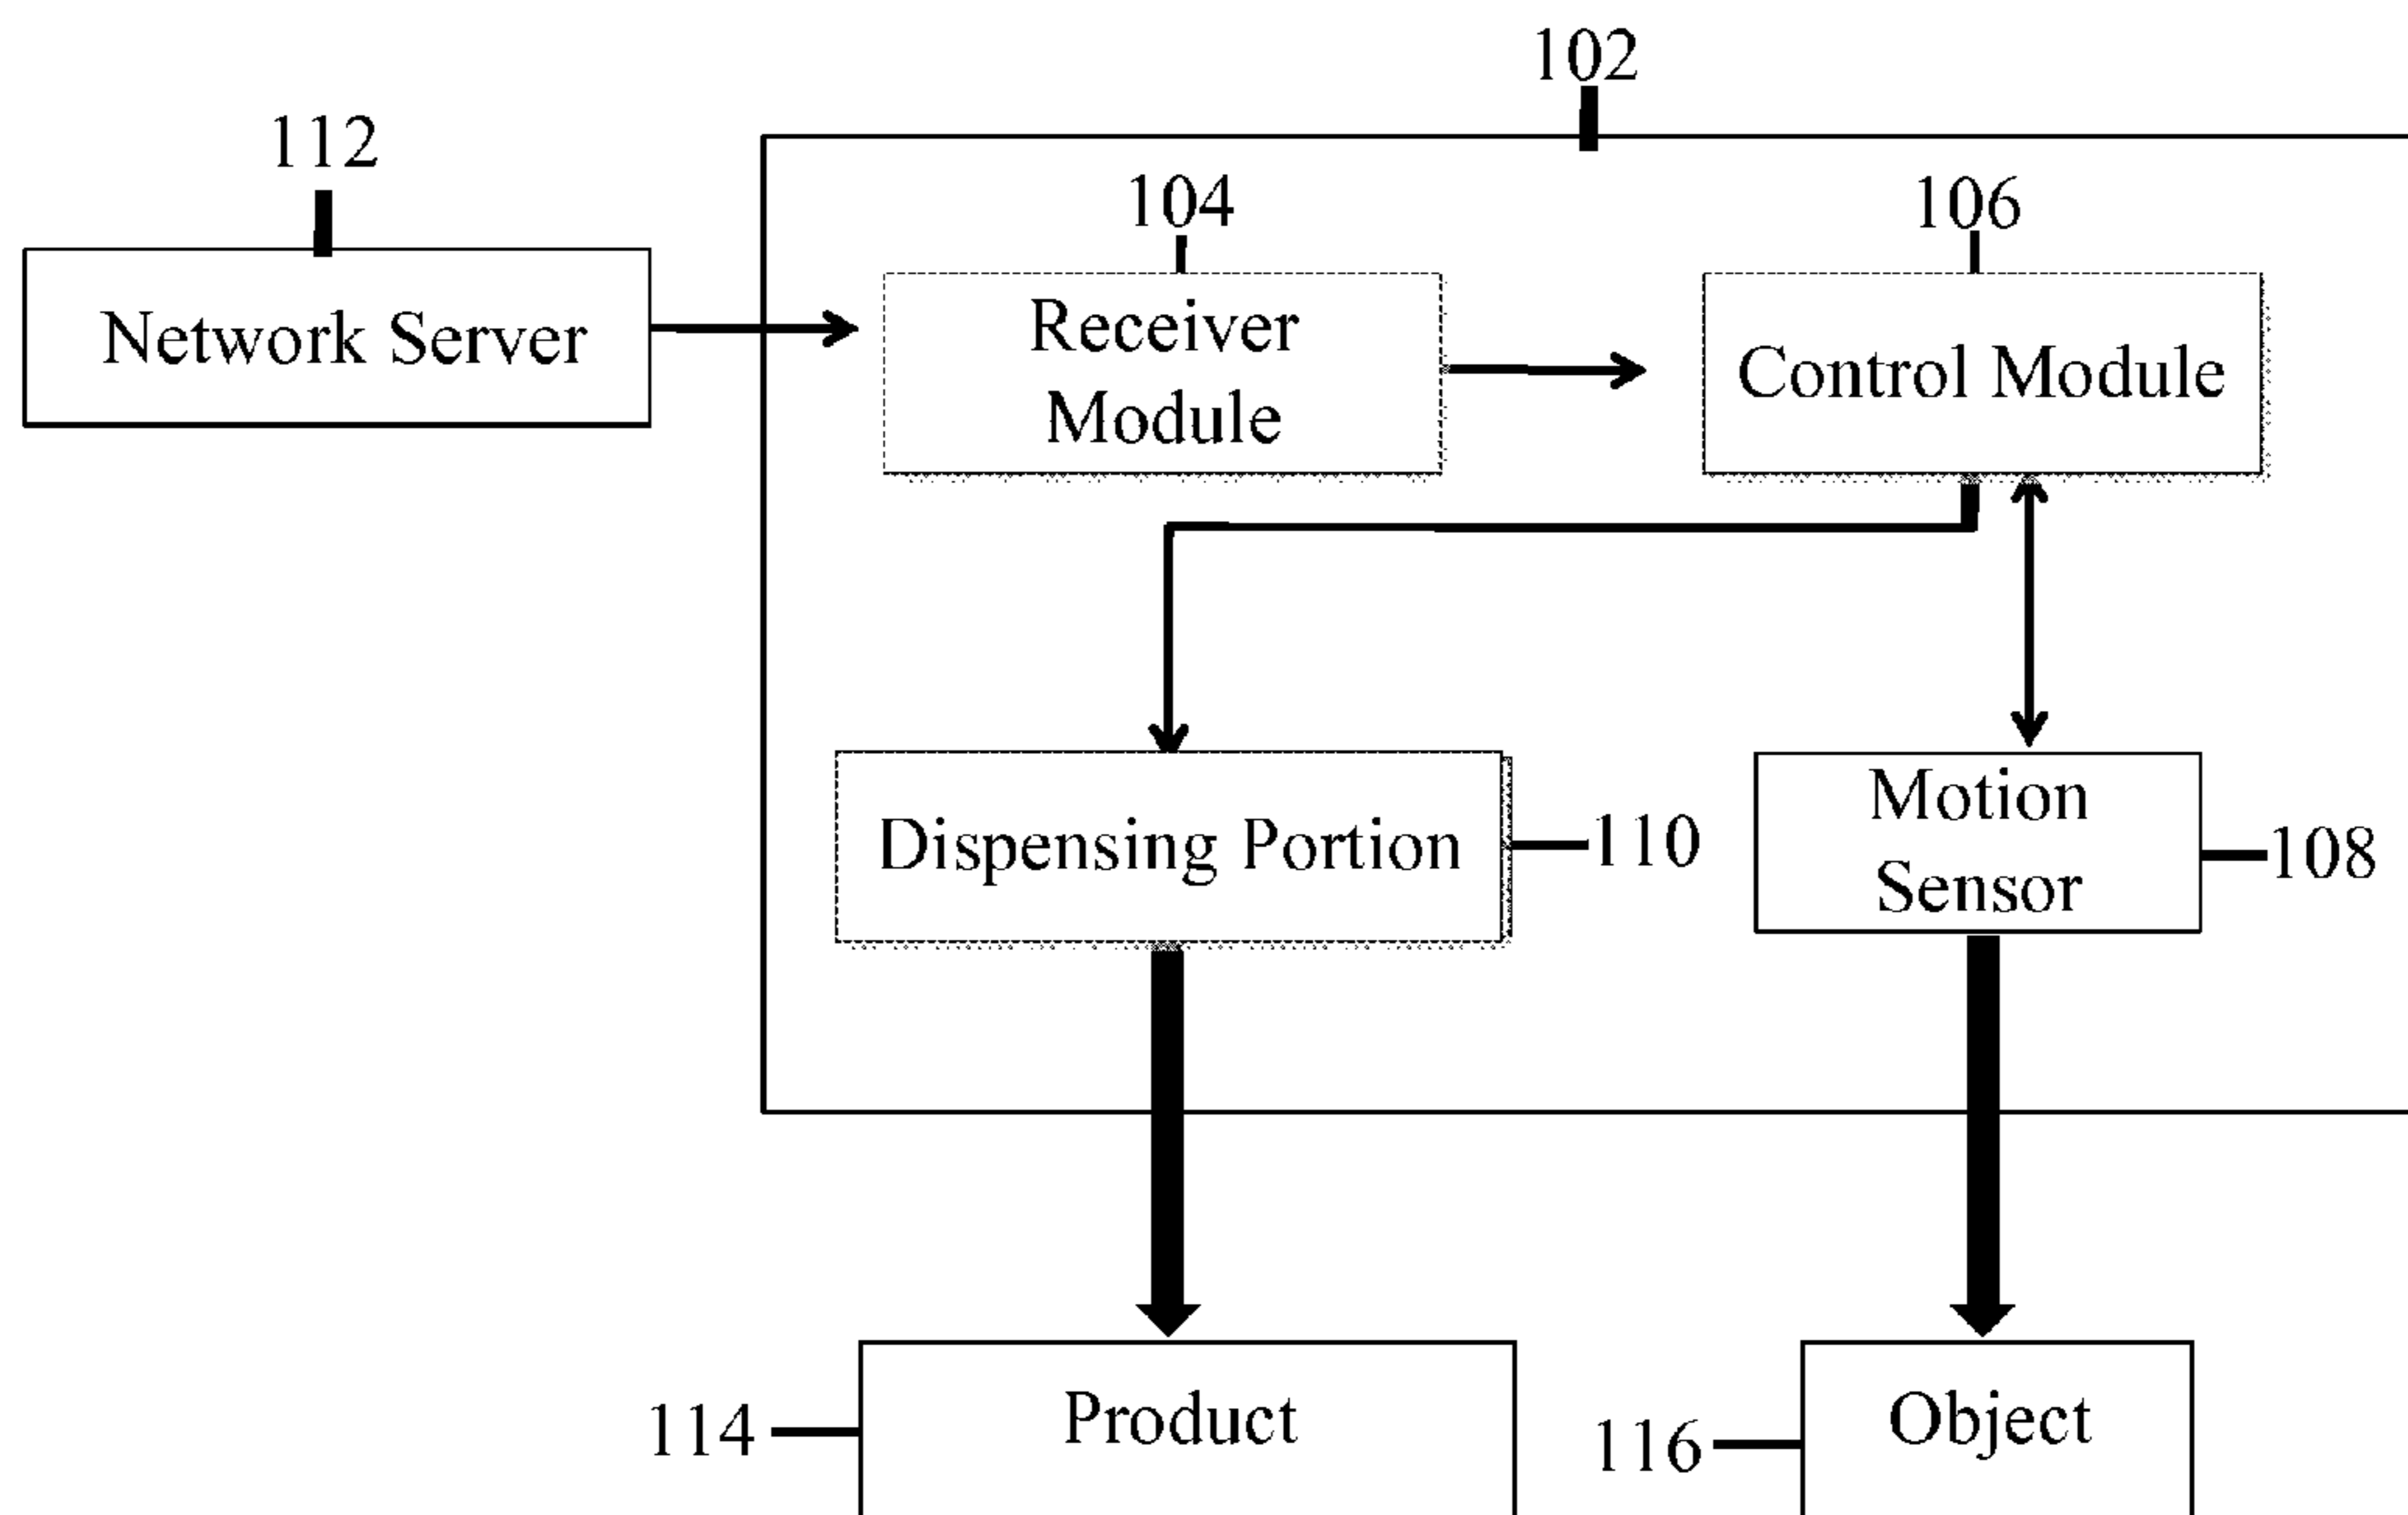 102
112
104
106
Network Server
Receiver
Module
Control Module
Dispensing Portion
110
Motion
Sensor
108
Product
114
Object
116